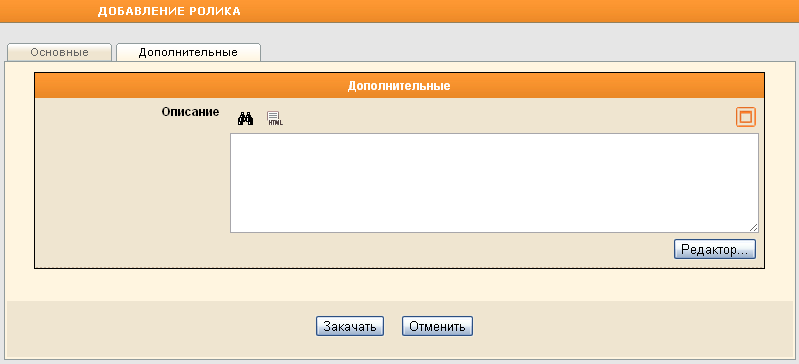 ДОБАВЛЕНИЕ РОЛИКА
Основные Дополнительные
Дополнительные
Описание HTML
Редактор...
Закачать Отменить